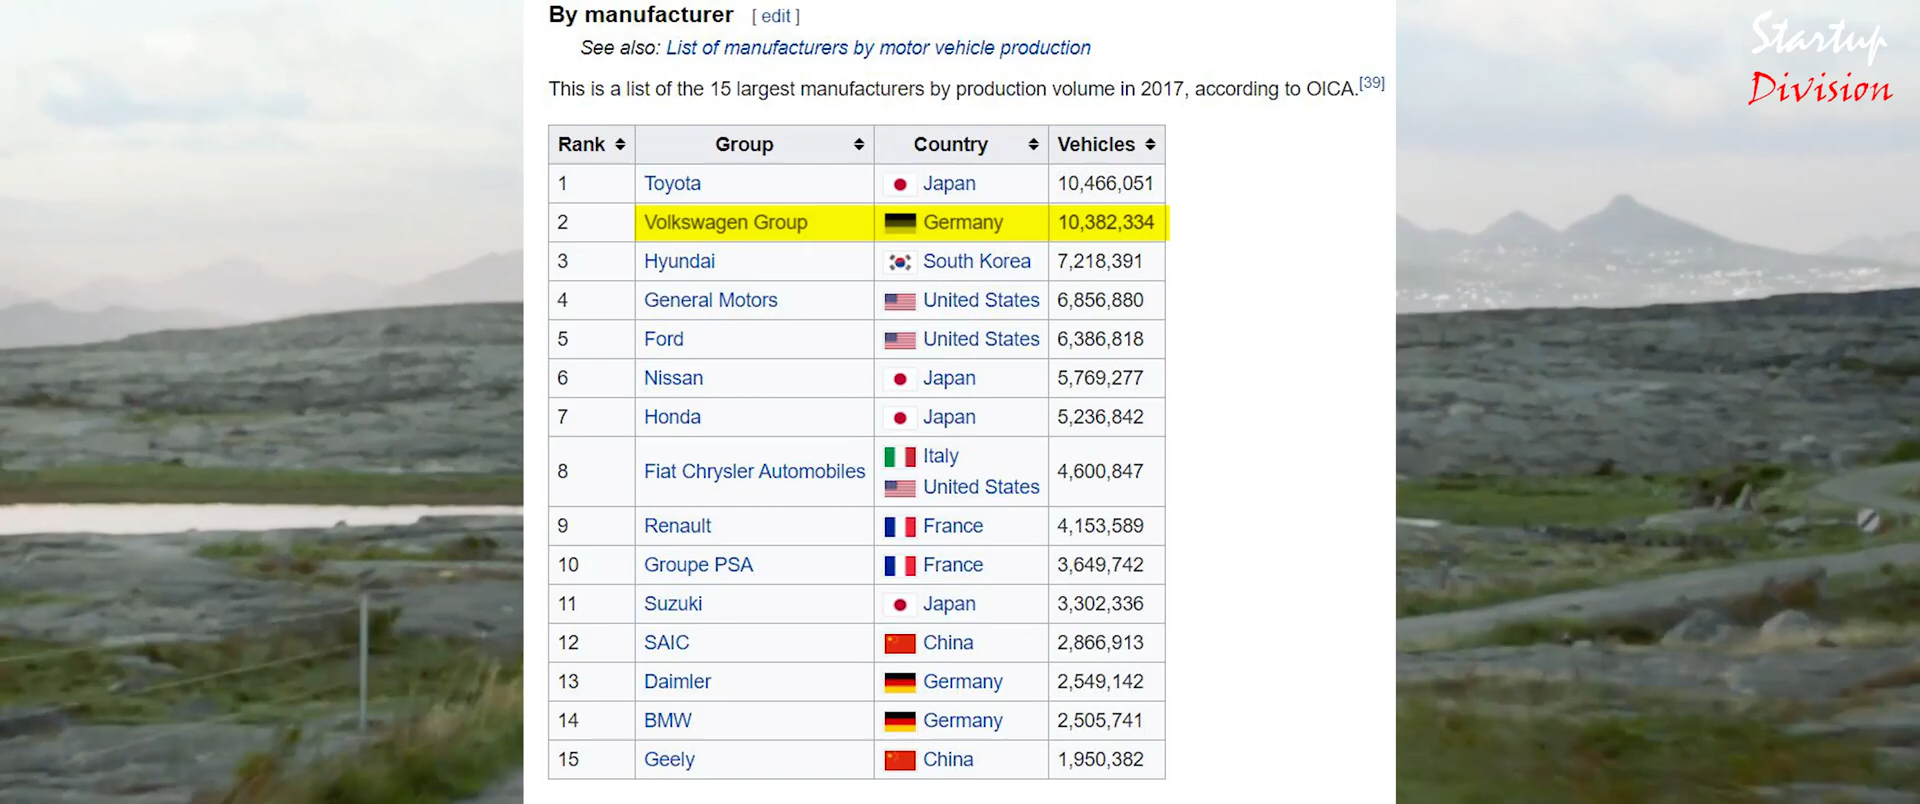 By manufacturer [ edit ]
See also: List of manufacturers by motor vehicle production
This is a list of the 15 largest manufacturers by production volume in 2017, according to OICA.[39]
Rank Group Country Vehicles
1 Toyota Japan 10,466,051
2 Volkswagen Group Germany 10,382,334
3 Hyundai South Korea 7,218,391
4 General Motors United States 6,856,880
5 Ford United States 6,386,818
6 Nissan Japan 5,769,277
7 Honda Japan 5,236,842
8 Fiat Chrysler Automobiles Italy United States 4,600,847
9 Renault France 4,153,589
10 Groupe PSA France 3,649,742
11 Suzuki Japan 3,302,336
12 SAIC China 2,866,913
13 Daimler Germany 2,549,142
14 BMW Germany 2,505,741
15 Geely China 1,950,382
Startup
Division